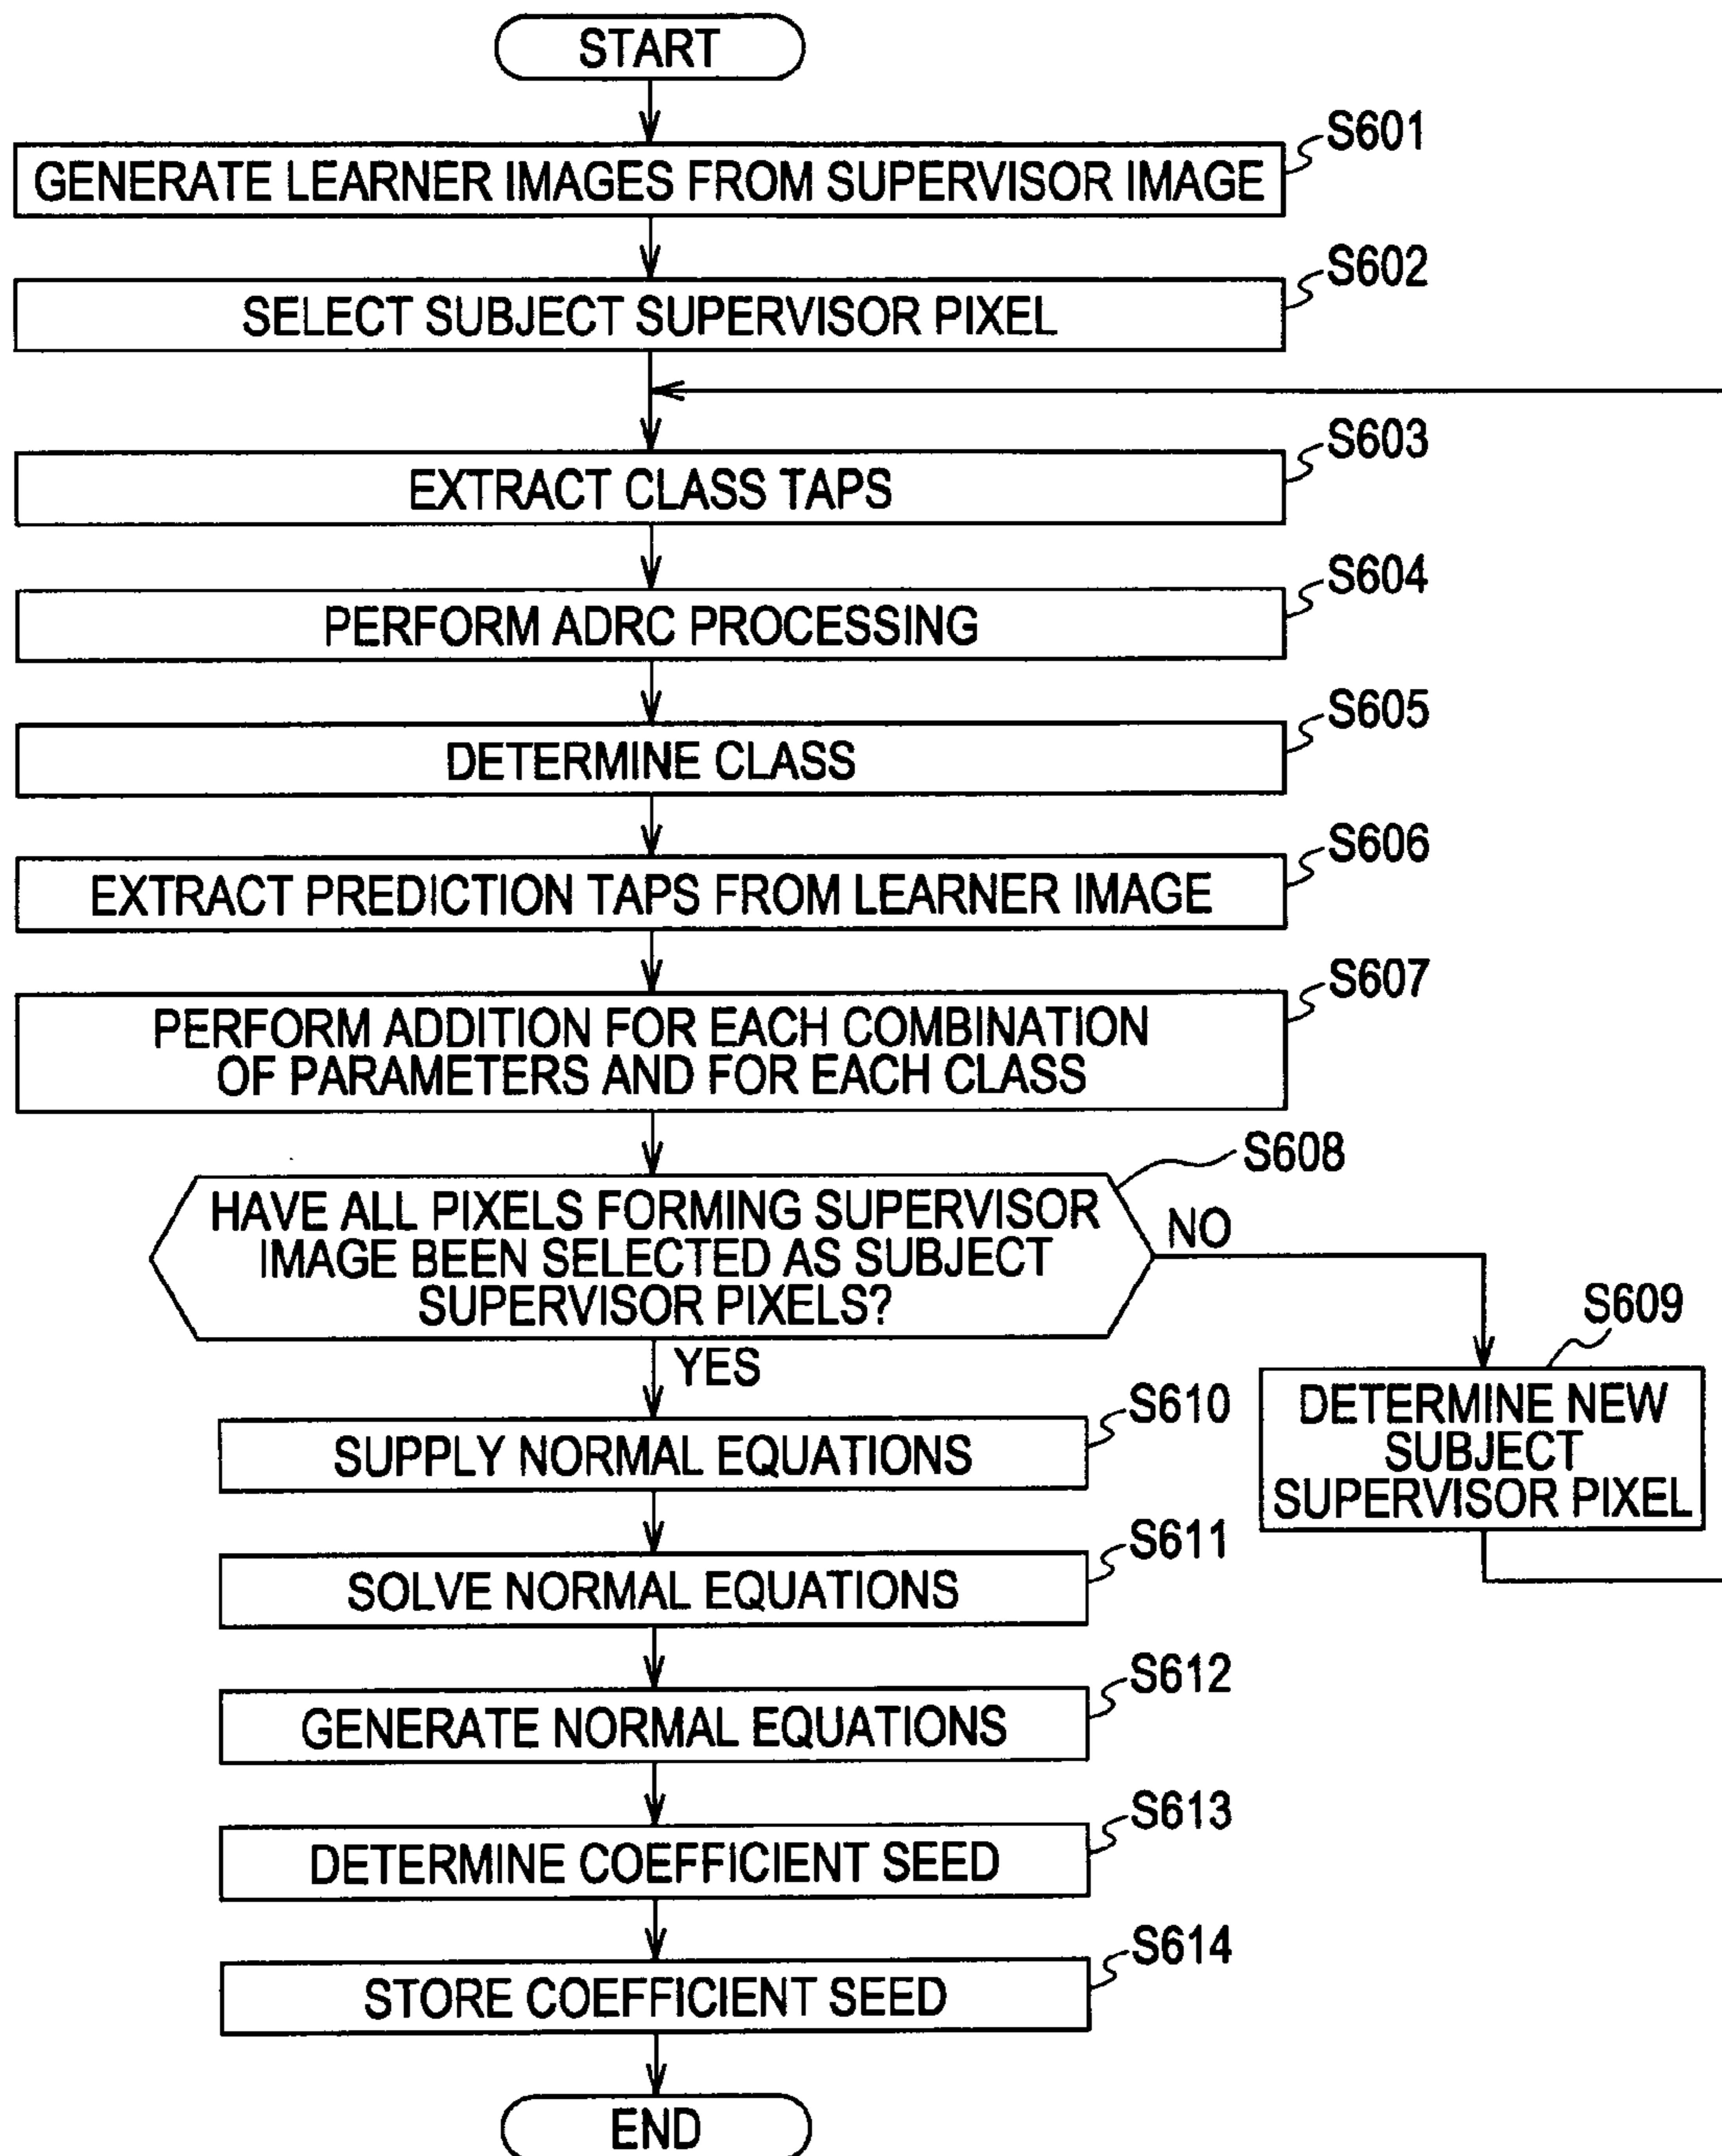 START
S601
GENERATE LEARNER IMAGES FROM SUPERVISOR IMAGE
S602
SELECT SUBJECT SUPERVISOR PIXEL
S603
EXTRACT CLASS TAPS
S604
PERFORM ADRC PROCESSING
S605
DETERMINE CLASS
S606
EXTRACT PREDICTION TAPS FROM LEARNER IMAGE
S607
PERFORM ADDITION FOR EACH COMBINATION
OF PARAMETERS AND FOR EACH CLASS
S608
HAVE ALL PIXELS FORMING SUPERVISOR
IMAGE BEEN SELECTED AS SUBJECT
SUPERVISOR PIXELS?
NO
S609
DETERMINE NEW
SUBJECT
SUPERVISOR PIXEL
YES
S610
SUPPLY NORMAL EQUATIONS
S611
SOLVE NORMAL EQUATIONS
S612
GENERATE NORMAL EQUATIONS
S613
DETERMINE COEFFICIENT SEED
S614
STORE COEFFICIENT SEED
END